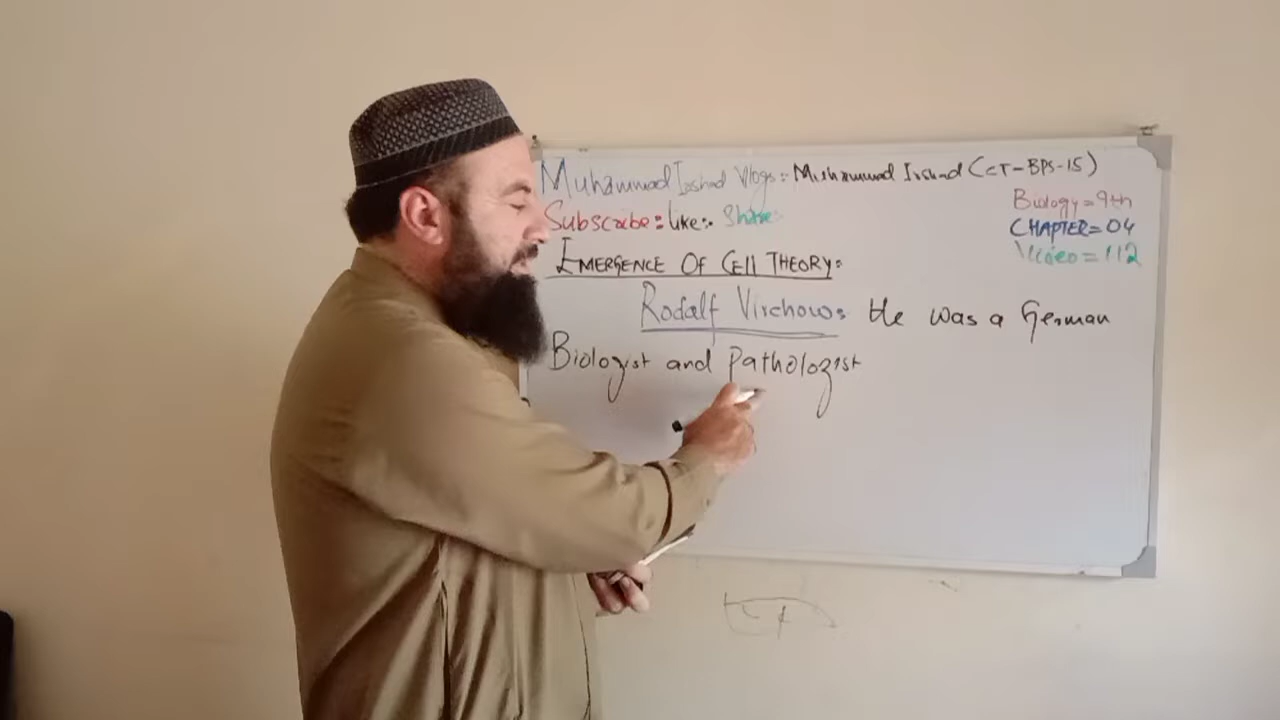 Muhammad Irshad Vlogs:- Muhammad Irshad (CT-BPS-15)
Biology=9th
Subscribe: Like: Share:
CHAPTER=04
Video=112
EMERGENCE OF CEll THEORY:
Rodalf Virchow: He was a German
Biologist and Pathologist